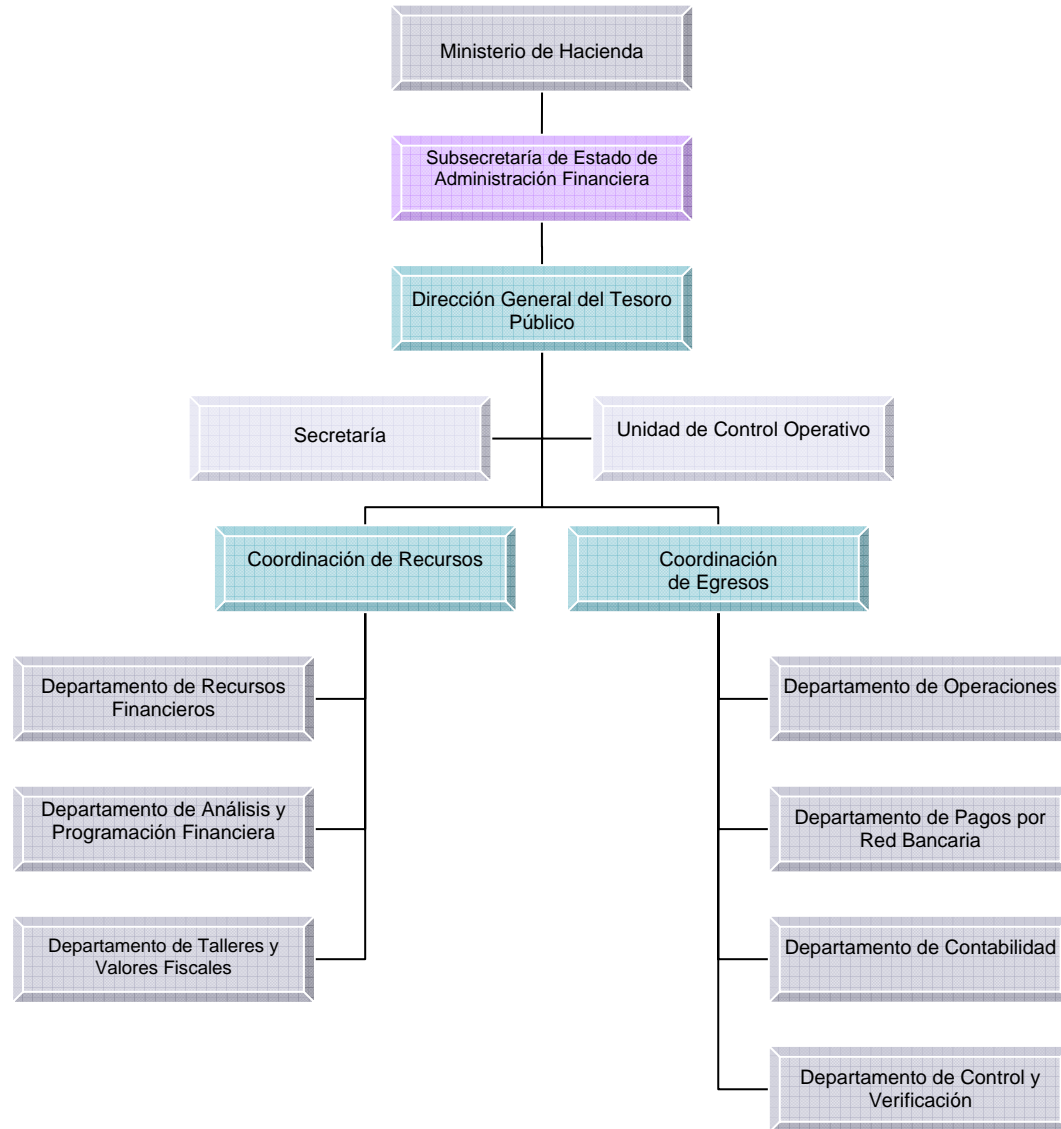 Ministerio de Hacienda
Subsecretaría de Estado de
Administración Financiera
Dirección General del Tesoro
Público
Secretaría
Unidad de Control Operativo
Coordinación de Recursos
Coordinación
de Egresos
Departamento de Recursos
Financieros
Departamento de Operaciones
Departamento de Análisis y
Programación Financiera
Departamento de Pagos por
Red Bancaria
Departamento de Talleres y
Valores Fiscales
Departamento de Contabilidad
Departamento de Control y
Verificación